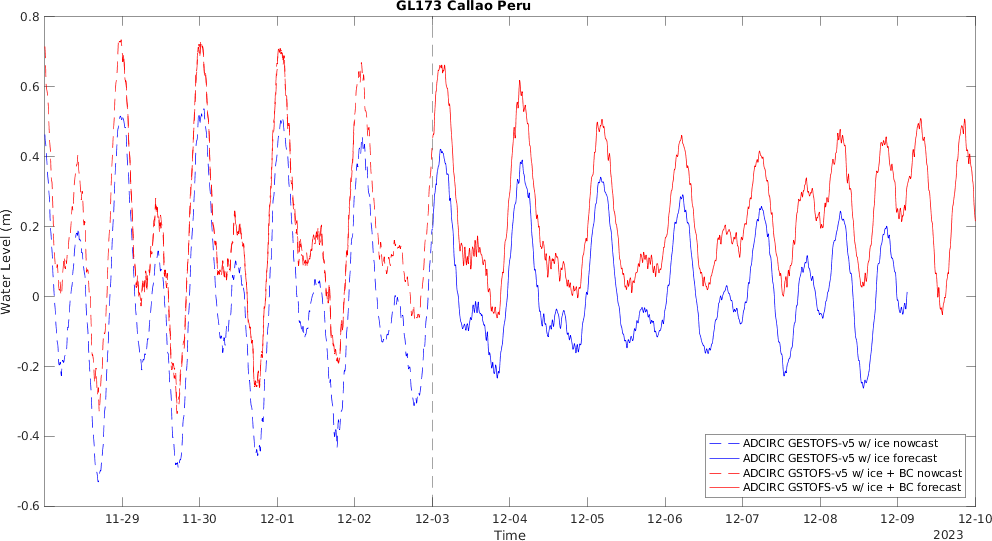 GL173 Callao Peru
0.8
0.6
0.4
0.2
0
-0.2
-0.4
-0.6
Water Level (m)
ADCIRC GESTOFS-v5 w/ ice nowcast
ADCIRC GESTOFS-v5 w/ ice forecast
ADCIRC GSTOFS-v5 w/ ice + BC nowcast
ADCIRC GSTOFS-v5 w/ ice + BC forecast
11-29 11-30 12-01 12-02 12-03 12-04 12-05 12-06 12-07 12-08 12-09 12-10
Time
2023